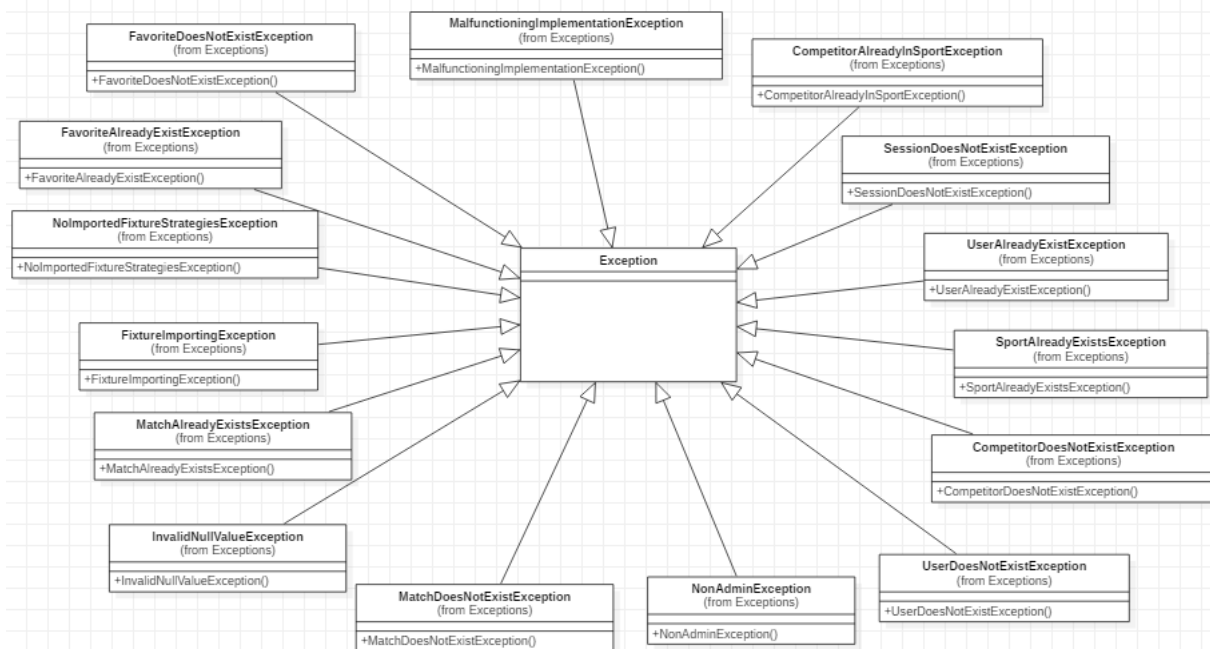 FavoriteDoesNotExistException
(from Exceptions)
+FavoriteDoesNotExistException()
MalfunctioningImplementationException
(from Exceptions)
+MalfunctioningImplementationException()
CompetitorAlreadyInSportException
(from Exceptions)
+CompetitorAlreadyInSportException()
FavoriteAlreadyExistException
(from Exceptions)
+FavoriteAlreadyExistException()
SessionDoesNotExistException
(from Exceptions)
+SessionDoesNotExistException()
NoImportedFixtureStrategiesException
(from Exceptions)
+NoImportedFixtureStrategiesException()
Exception
UserAlreadyExistException
(from Exceptions)
+UserAlreadyExistException()
FixtureImportingException
(from Exceptions)
+FixtureImportingException()
SportAlreadyExistsException
(from Exceptions)
+SportAlreadyExistsException()
MatchAlreadyExistsException
(from Exceptions)
+MatchAlreadyExistsException()
CompetitorDoesNotExistException
(from Exceptions)
+CompetitorDoesNotExistException()
InvalidNullValueException
(from Exceptions)
+InvalidNullValueException()
MatchDoesNotExistException
(from Exceptions)
+MatchDoesNotExistException()
NonAdminException
(from Exceptions)
+NonAdminException()
UserDoesNotExistException
(from Exceptions)
+UserDoesNotExistException()